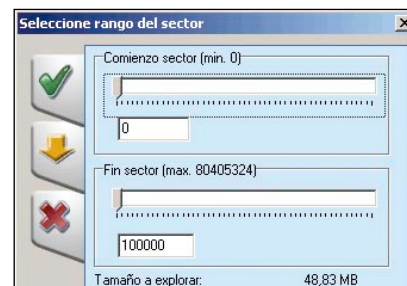 Seleccione rango del sector
Comienzo sector (min. 0)
0
Fin sector (max. 80405324)
100000
Tamaño a explorar: 48,83 MB